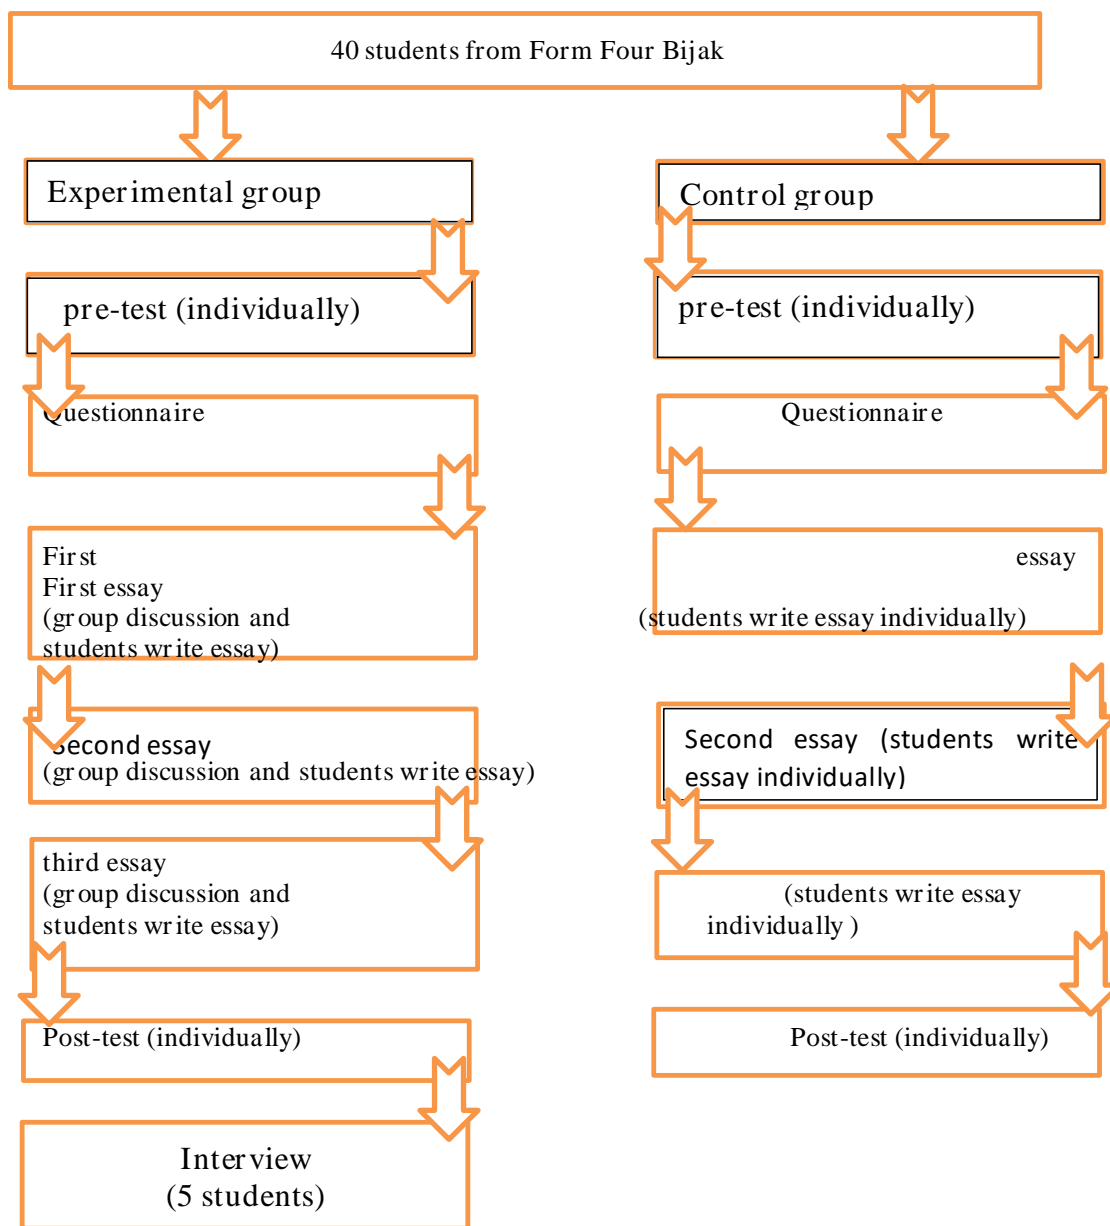 40 students from Form Four Bijak
Experimental group
Control group
pre-test (individually)
pre-test (individually)
Questionnaire
Questionnaire
First
First essay
(group discussion and
students write essay)
essay
(students write essay individually)
Second essay
(group discussion and students write essay)
Second essay (students write
essay individually)
third essay
(group discussion and
students write essay)
(students write essay
individually )
Post-test (individually)
Post-test (individually)
Interview
(5 students)